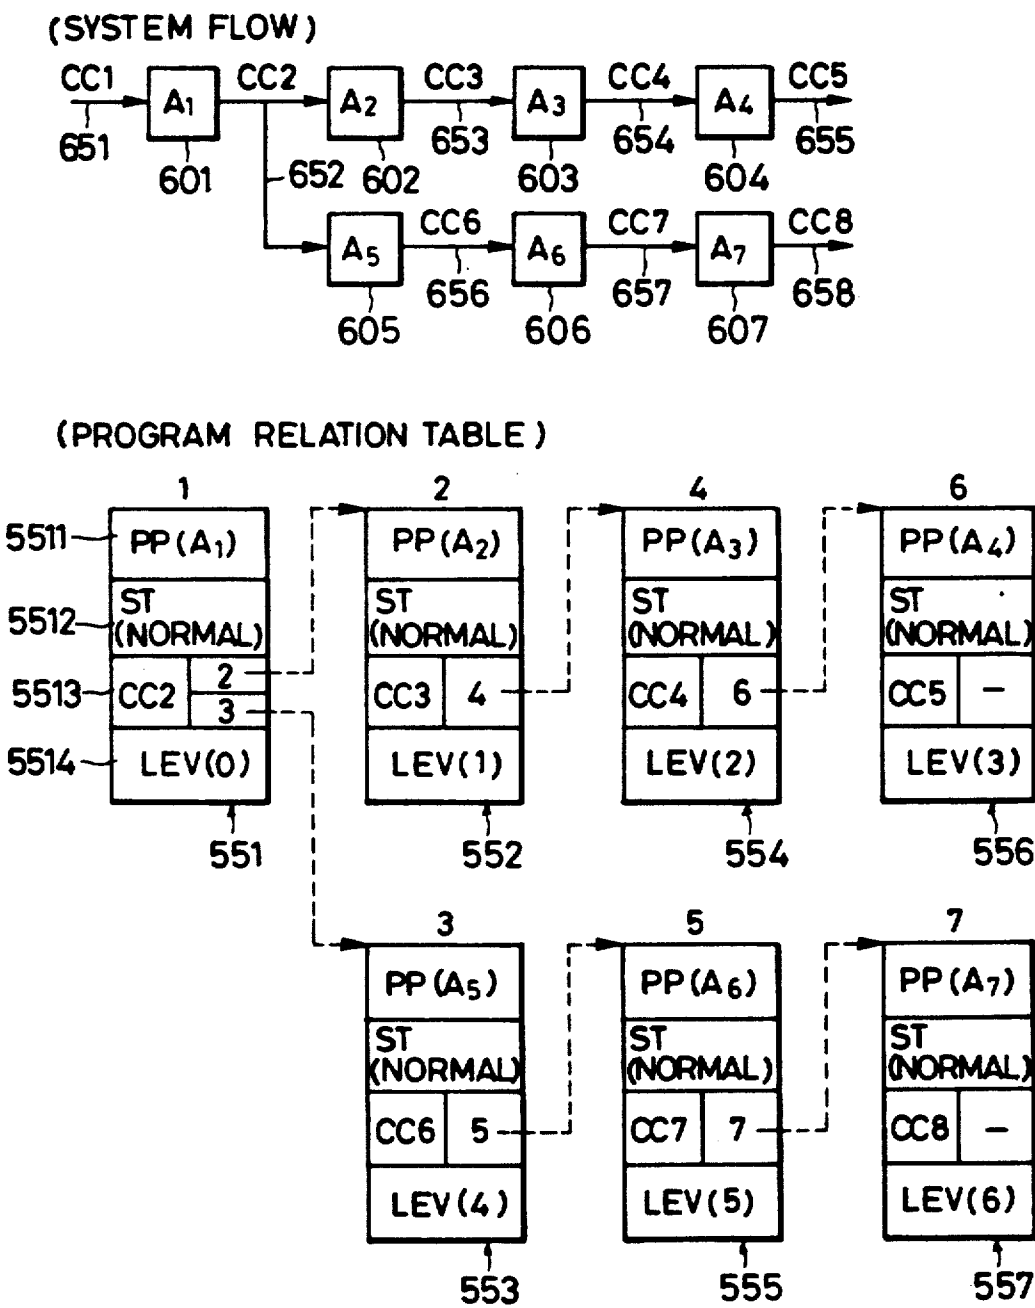 (SYSTEM FLOW)
CC1 CC2 CC3 CC4 CC5
A1 A2 A3 A4
651 652 653 654 655
601 602 603 604
CC6 CC7 CC8
A5 A6 A7
656 657 658
605 606 607
(PROGRAM RELATION TABLE)
1 2 4 6
5511 PP(A1) PP(A2) PP(A3) PP(A4)
5512 ST ST ST ST
(NORMAL) (NORMAL) (NORMAL) (NORMAL)
5513 CC2 2 3 CC3 4 CC4 6 CC5 –
5514 LEV(0) LEV(1) LEV(2) LEV(3)
551 552 554 556
3 5 7
PP(A5) PP(A6) PP(A7)
ST ST ST
(NORMAL) (NORMAL) (NORMAL)
CC6 5 CC7 7 CC8 –
LEV(4) LEV(5) LEV(6)
553 555 557